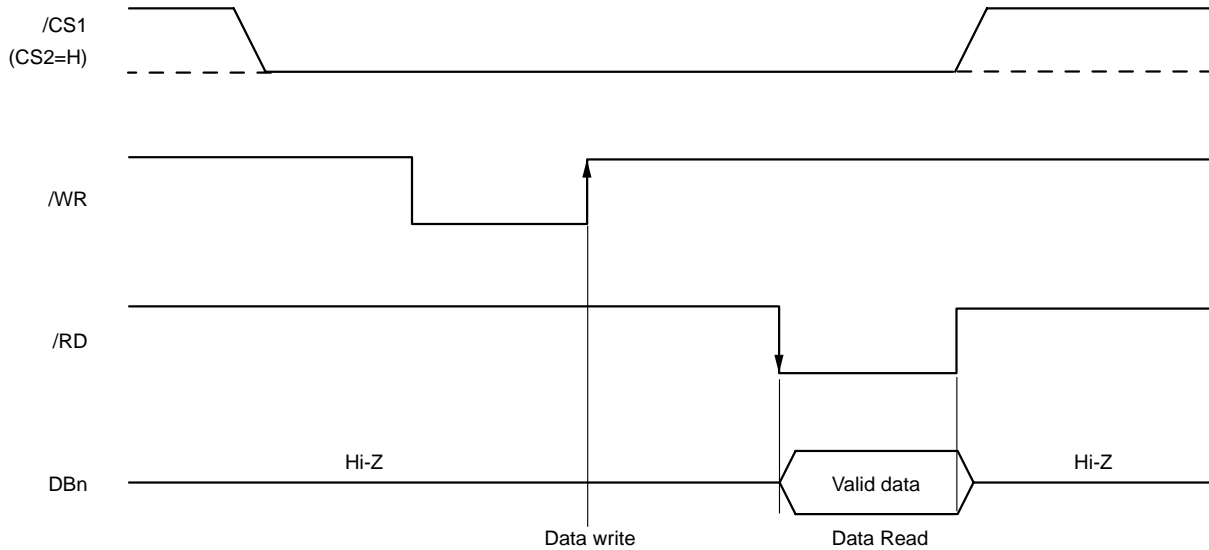 /CS1
(CS2=H)
/WR
/RD
Hi-Z
Hi-Z
DBn
Valid data
Data write
Data Read